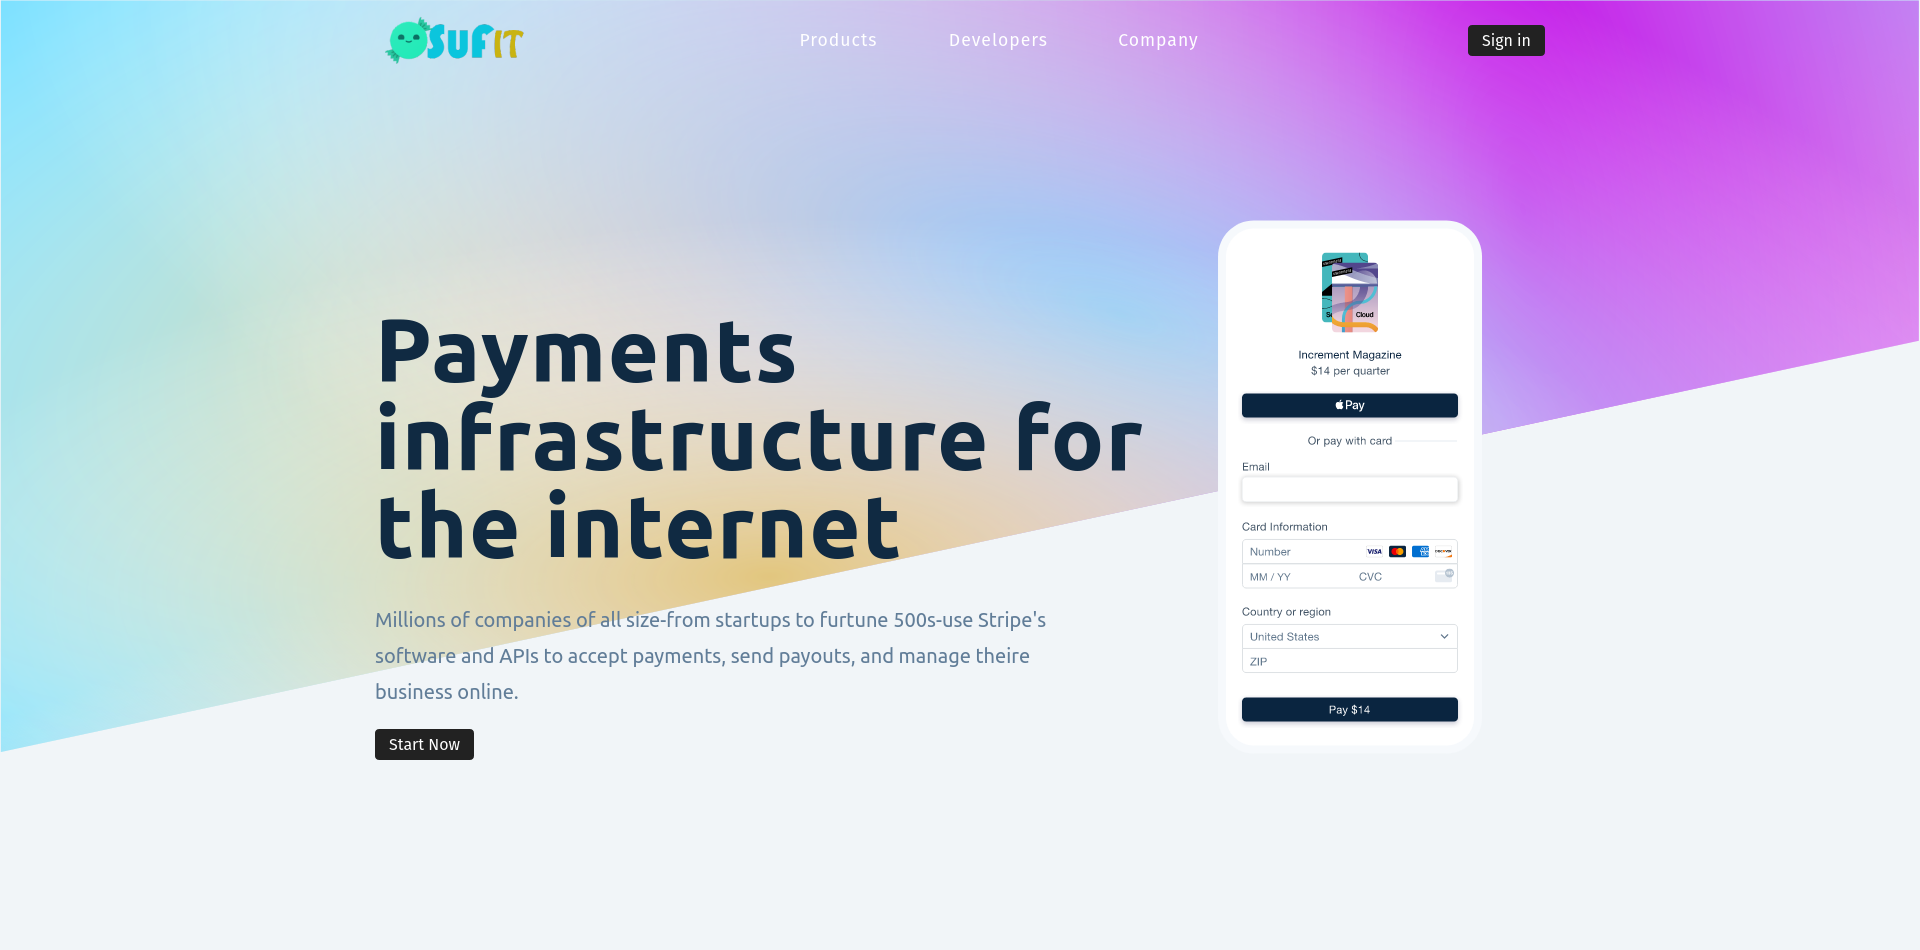 SUFIT
Products
Developers
Company
Sign in
Payments
infrastructure for
the internet
Millions of companies of all size-from startups to furtune 500s-use Stripe's
software and APIs to accept payments, send payouts, and manage theire
business online.
Start Now
Cloud
Increment Magazine
$14 per quarter
Pay
Or pay with card
Email
Card Information
Number
VISA
DISCOVER
MM / YY
CVC
Country or region
United States
ZIP
Pay $14